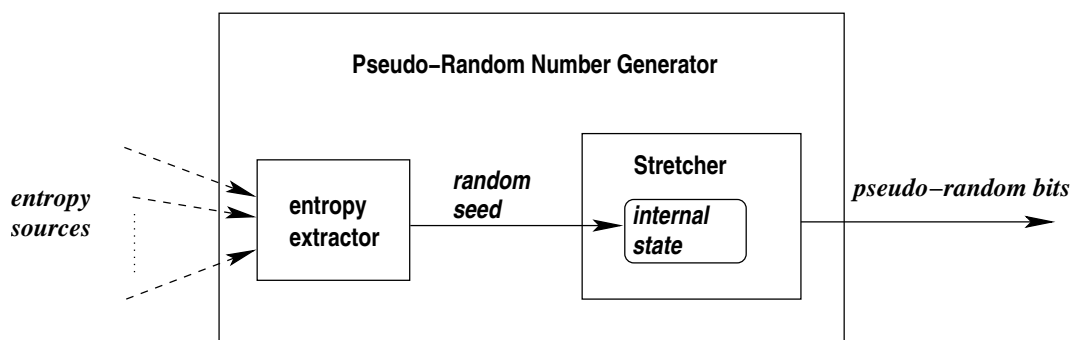 Pseudo−Random Number Generator
entropy
sources
entropy
extractor
random
seed
Stretcher
internal
state
pseudo−random bits